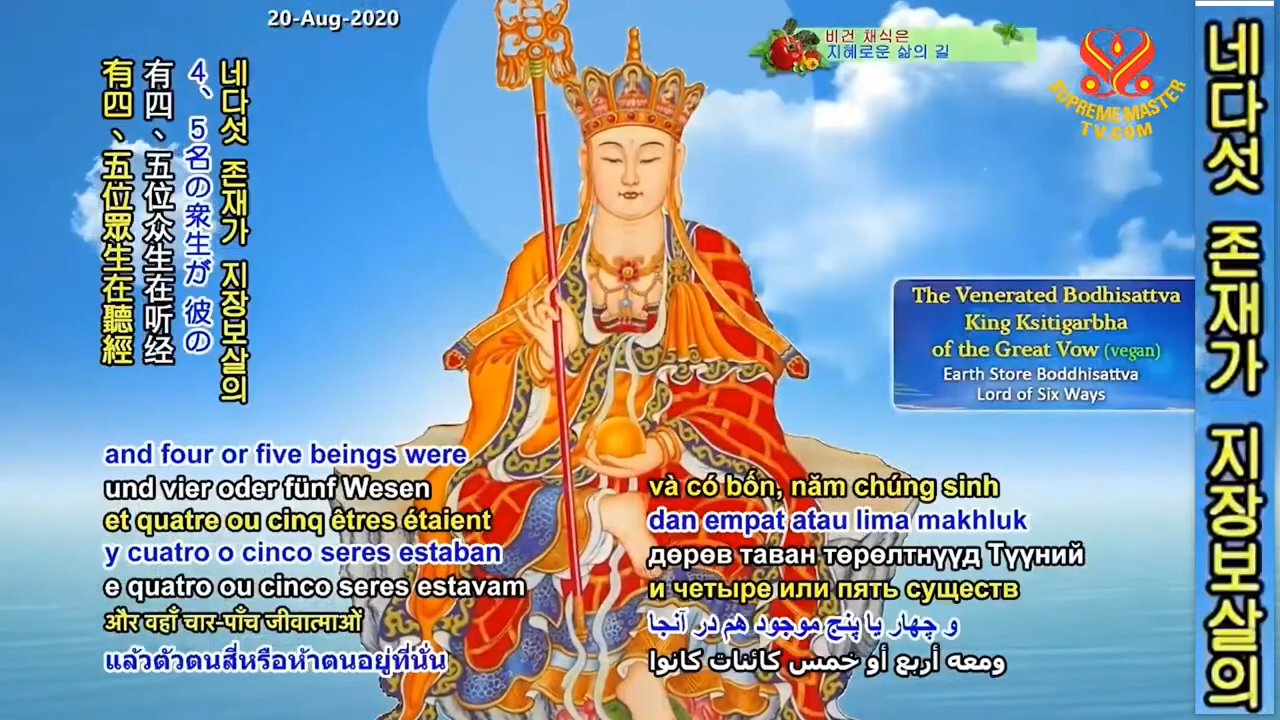 20-Aug-2020
비건 채식은
지혜로운 삶의 길
SUPREME MASTER
TV.COM
네다섯 존재가 지장보살의
네다섯 존재가 지장보살의
4、5名の衆生が 彼の
有四、五位众生在听经
有四、五位眾生在聽經
The Venerated Bodhisattva
King Ksitigarbha
of the Great Vow (vegan)
Earth Store Boddhisattva
Lord of Six Ways
and four or five beings were
und vier oder fünf Wesen
et quatre ou cinq êtres étaient
y cuatro o cinco seres estaban
e quatro ou cinco seres estavam
और वहाँ चार-पाँच जीवात्माओं
แล้วตัวตนสี่หรือห้าตนอยู่ที่นั่น
và có bốn, năm chúng sinh
dan empat atau lima makhluk
дөрөв таван төрөлтнүүд Түүний
и четыре или пять существ
و چهار یا پنج موجود هم در آنجا
ومعه أربع أو خمس كائنات كانوا